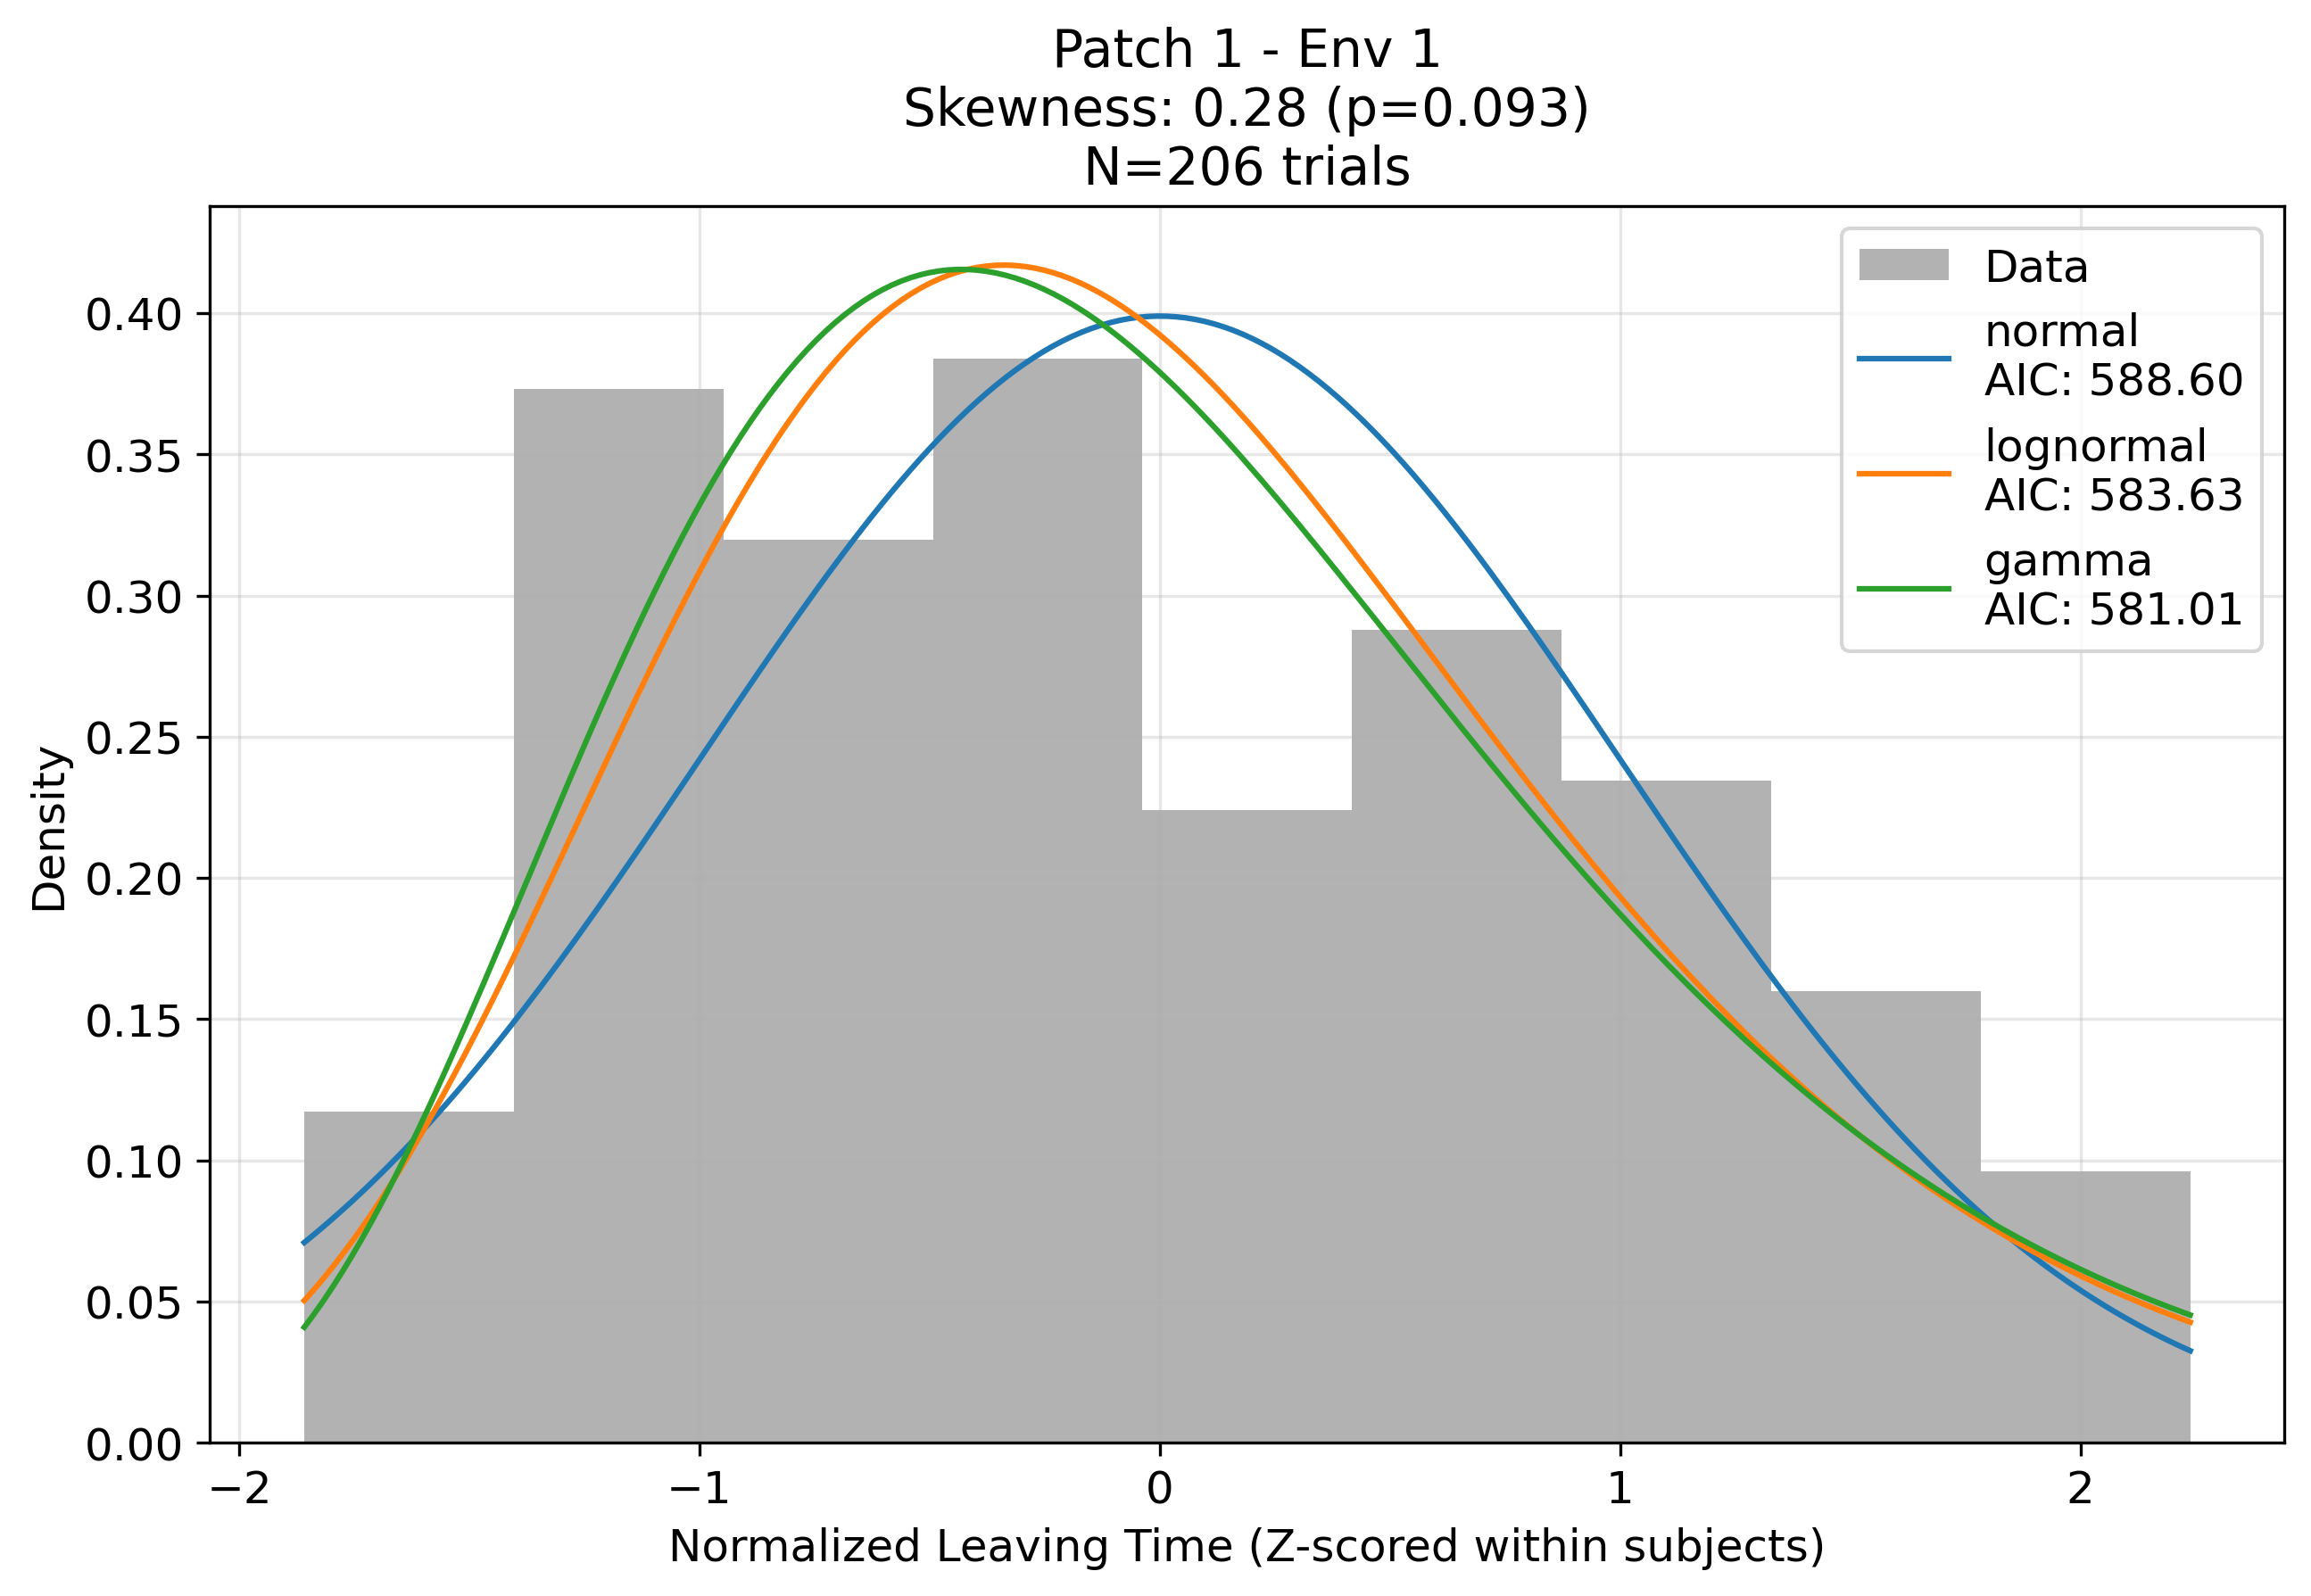 Patch 1 - Env 1
Skewness: 0.28 (p=0.093)
N=206 trials
Data
normal
AIC: 588.60
lognormal
AIC: 583.63
gamma
AIC: 581.01
Density
0.40
0.35
0.30
0.25
0.20
0.15
0.10
0.05
0.00
−2
−1
0
1
2
Normalized Leaving Time (Z-scored within subjects)